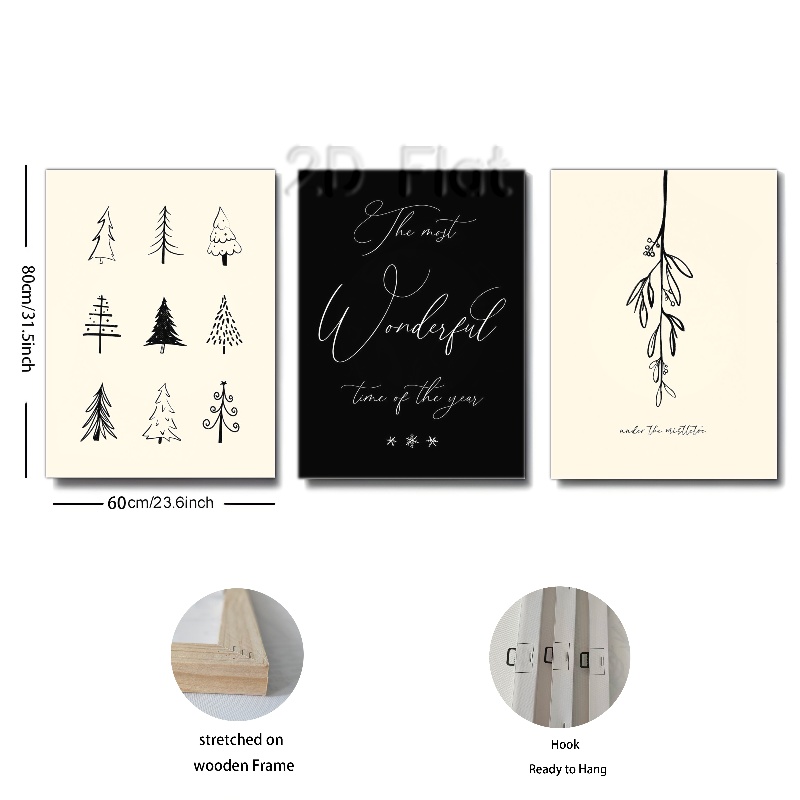 2.D Flat
The most
Wonderful
time of the year
under the mistletoe
80cm/31.5inch
60cm/23.6inch
stretched on
wooden Frame
Hook
Ready to Hang